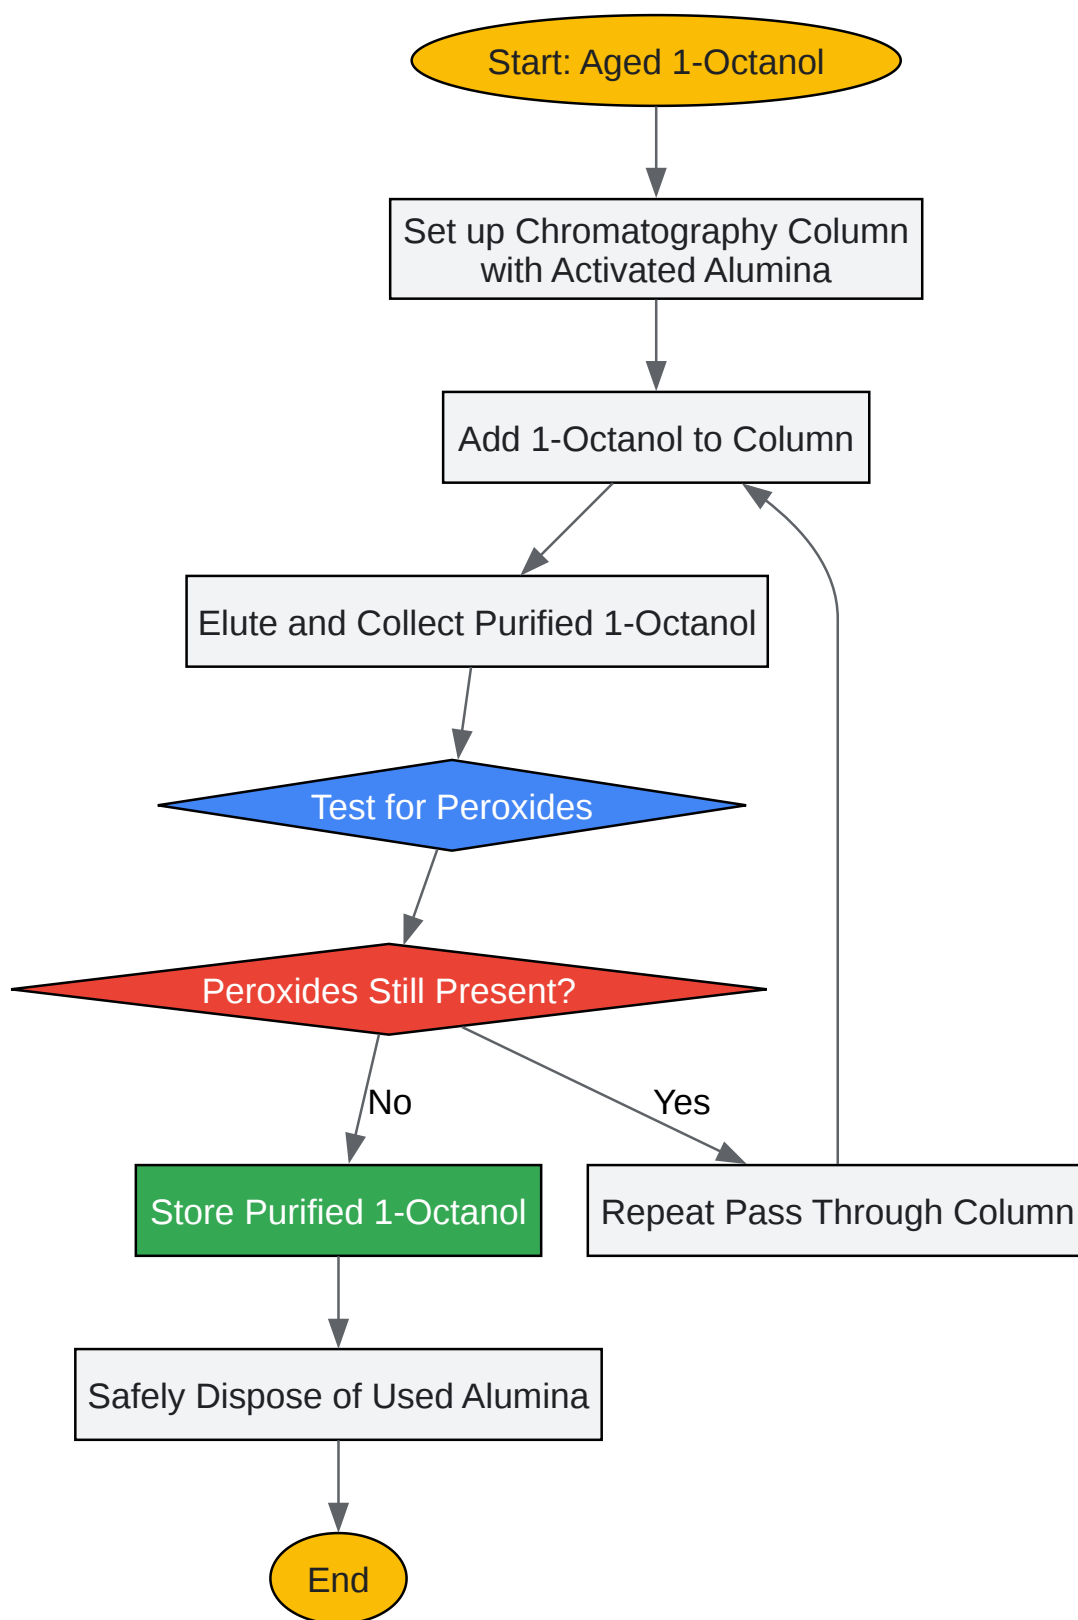 Start: Aged 1-Octanol
Set up Chromatography Column
with Activated Alumina
Add 1-Octanol to Column
Elute and Collect Purified 1-Octanol
Test for Peroxides
Peroxides Still Present?
No
Yes
Store Purified 1-Octanol
Repeat Pass Through Column
Safely Dispose of Used Alumina
End